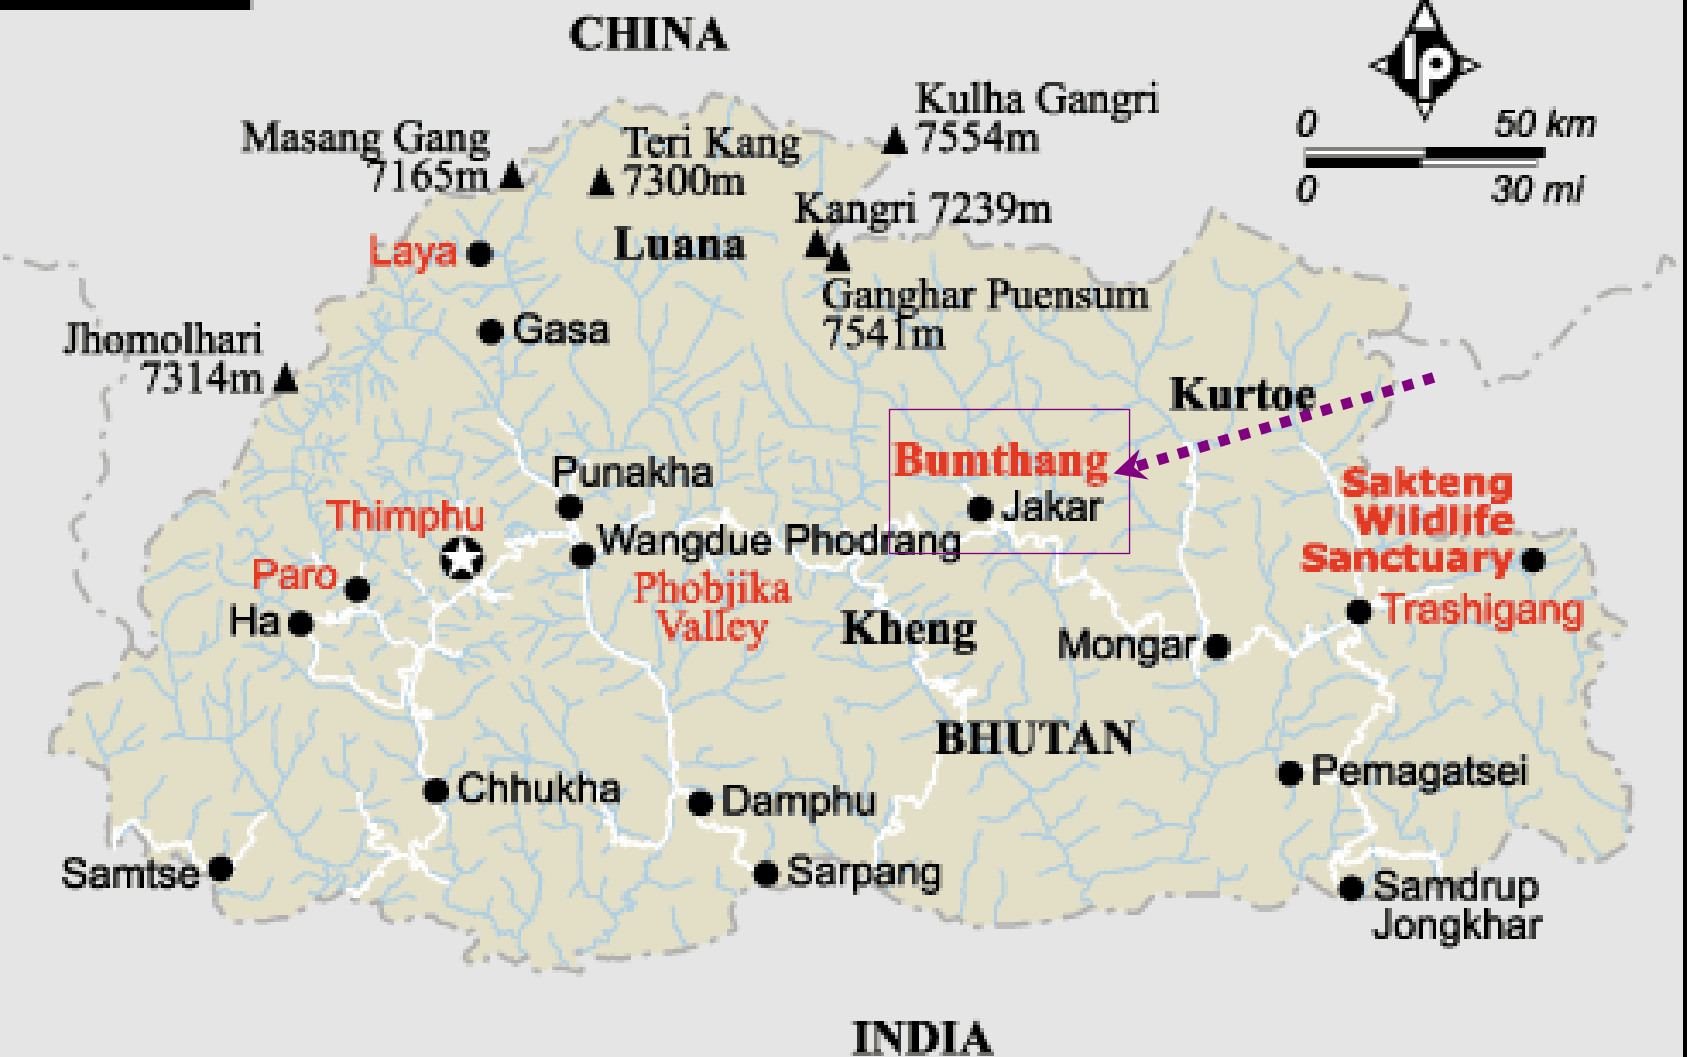 CHINA
lp
Kulha Gangri
7554m
0 50 km
0 30 mi
Masang Gang
7165m
Teri Kang
7300m
Kangri 7239m
Luana
Laya
Ganghar Puensum
7541m
Gasa
Jhomolhari
7314m
Kurtoe
Bumthang
Jakar
Punakha
Sakteng
Wildlife
Sanctuary
Thimphu
Wangdue Phodrang
Paro
Phobjika
Valley
Ha
Kheng
Mongar
Trashigang
BHUTAN
Pemagatsei
Chhukha
Damphu
Samtse
Sarpang
Samdrup
Jongkhar
INDIA